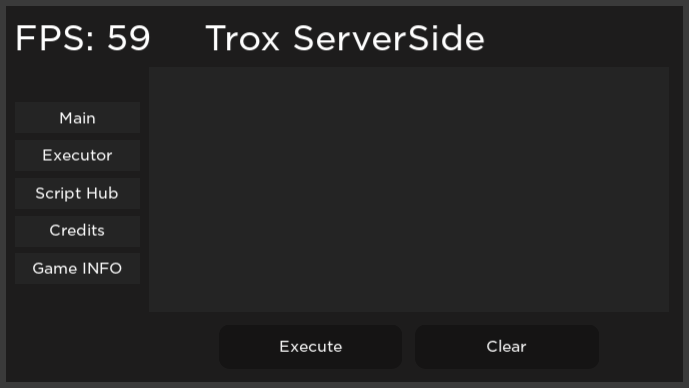 FPS: 59
Trox ServerSide
Main
Executor
Script Hub
Credits
Game INFO
Execute
Clear